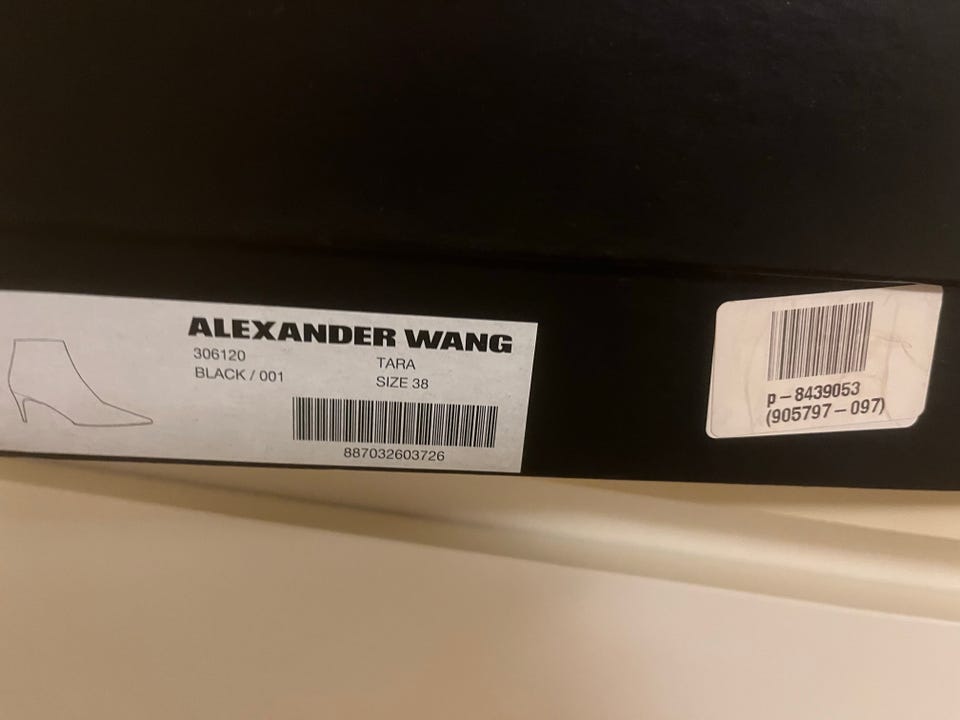 ALEXANDER WANG
306120
TARA
BLACK / 001
SIZE 38
887032603726
p – 8439053
(905797 – 097)